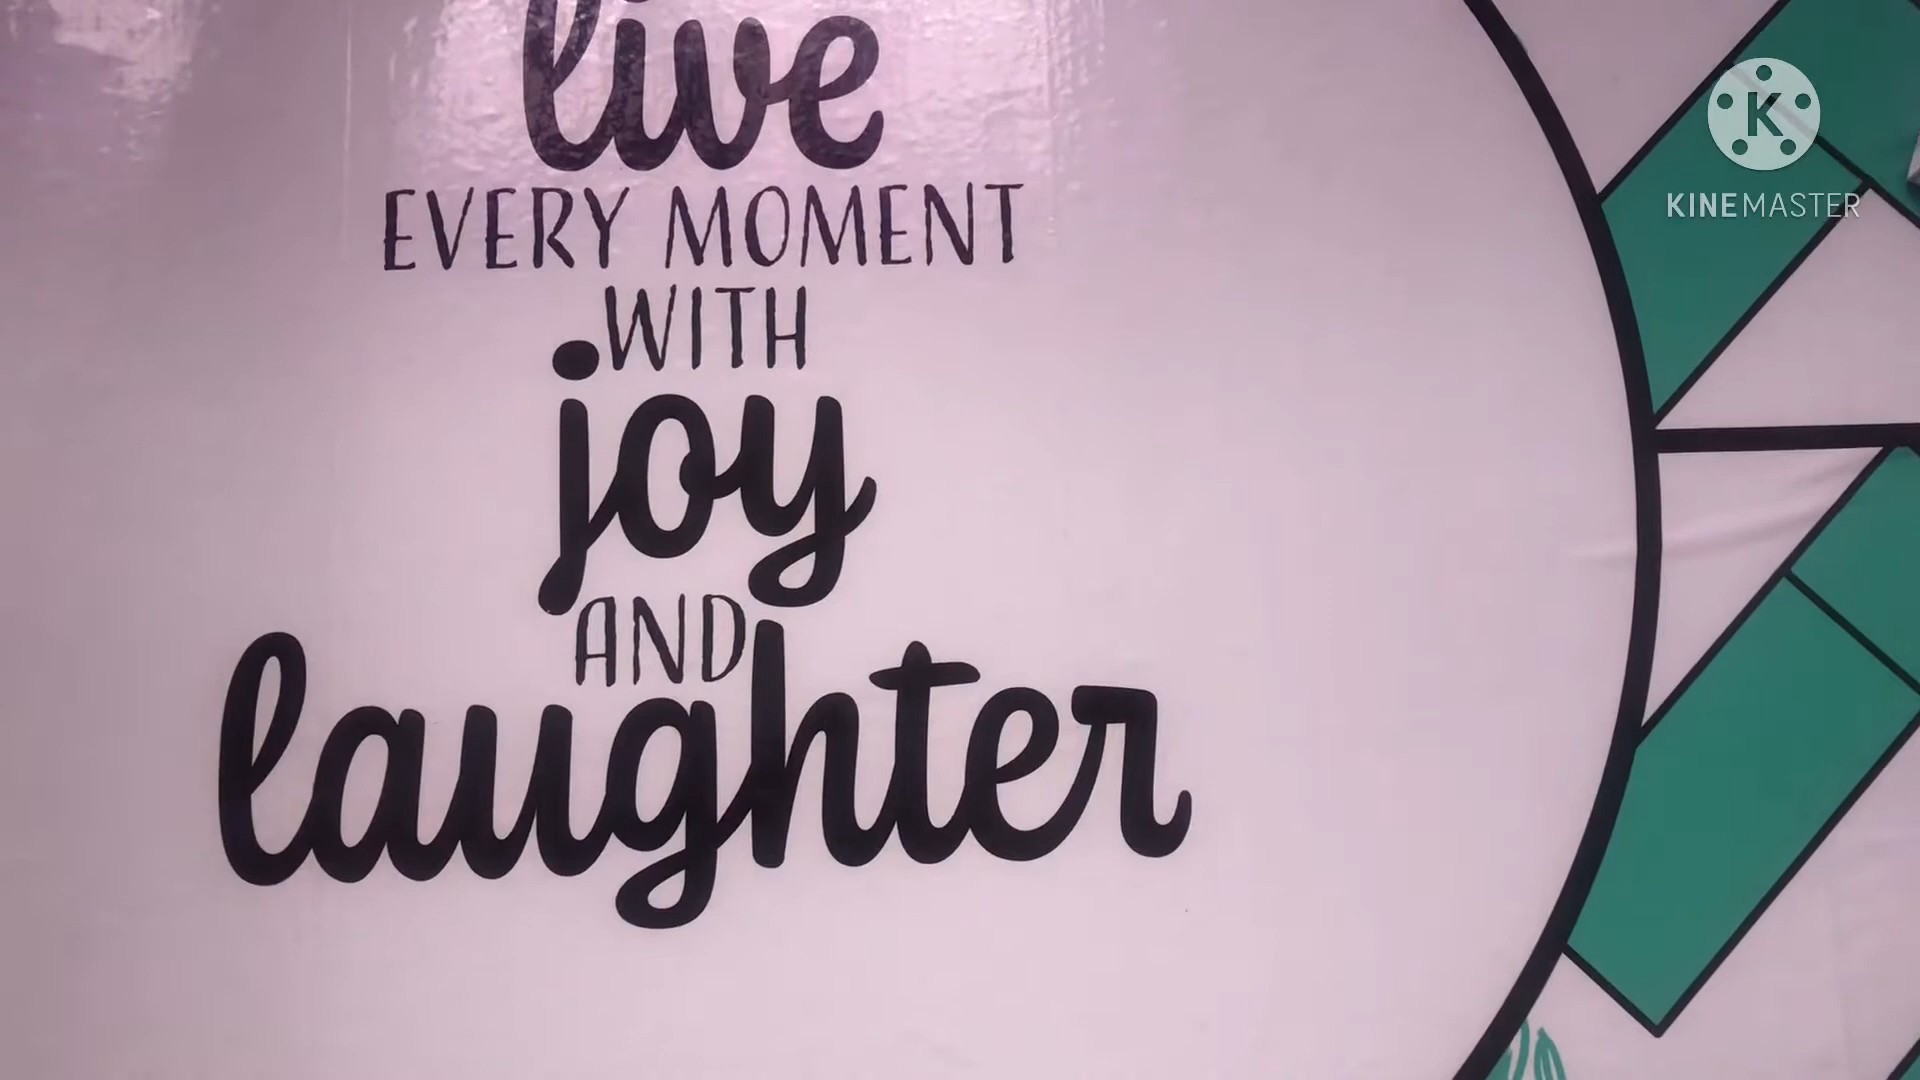 live
EVERY MOMENT
WITH
joy
AND
laughter
K
KINEMASTER